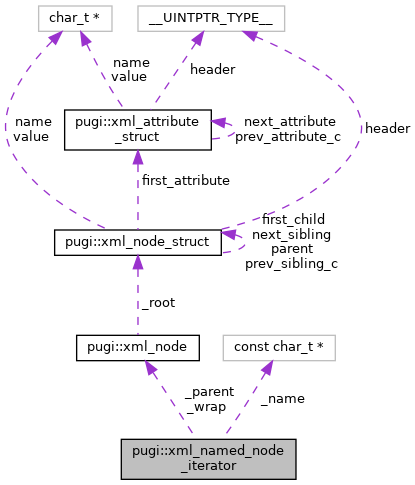 char_t *
__UINTPTR_TYPE__
name
value
header
pugi::xml_attribute
_struct
next_attribute
prev_attribute_c
name
value
header
first_attribute
pugi::xml_node_struct
first_child
next_sibling
parent
prev_sibling_c
_root
pugi::xml_node
const char_t *
_parent
_wrap
_name
pugi::xml_named_node
_iterator